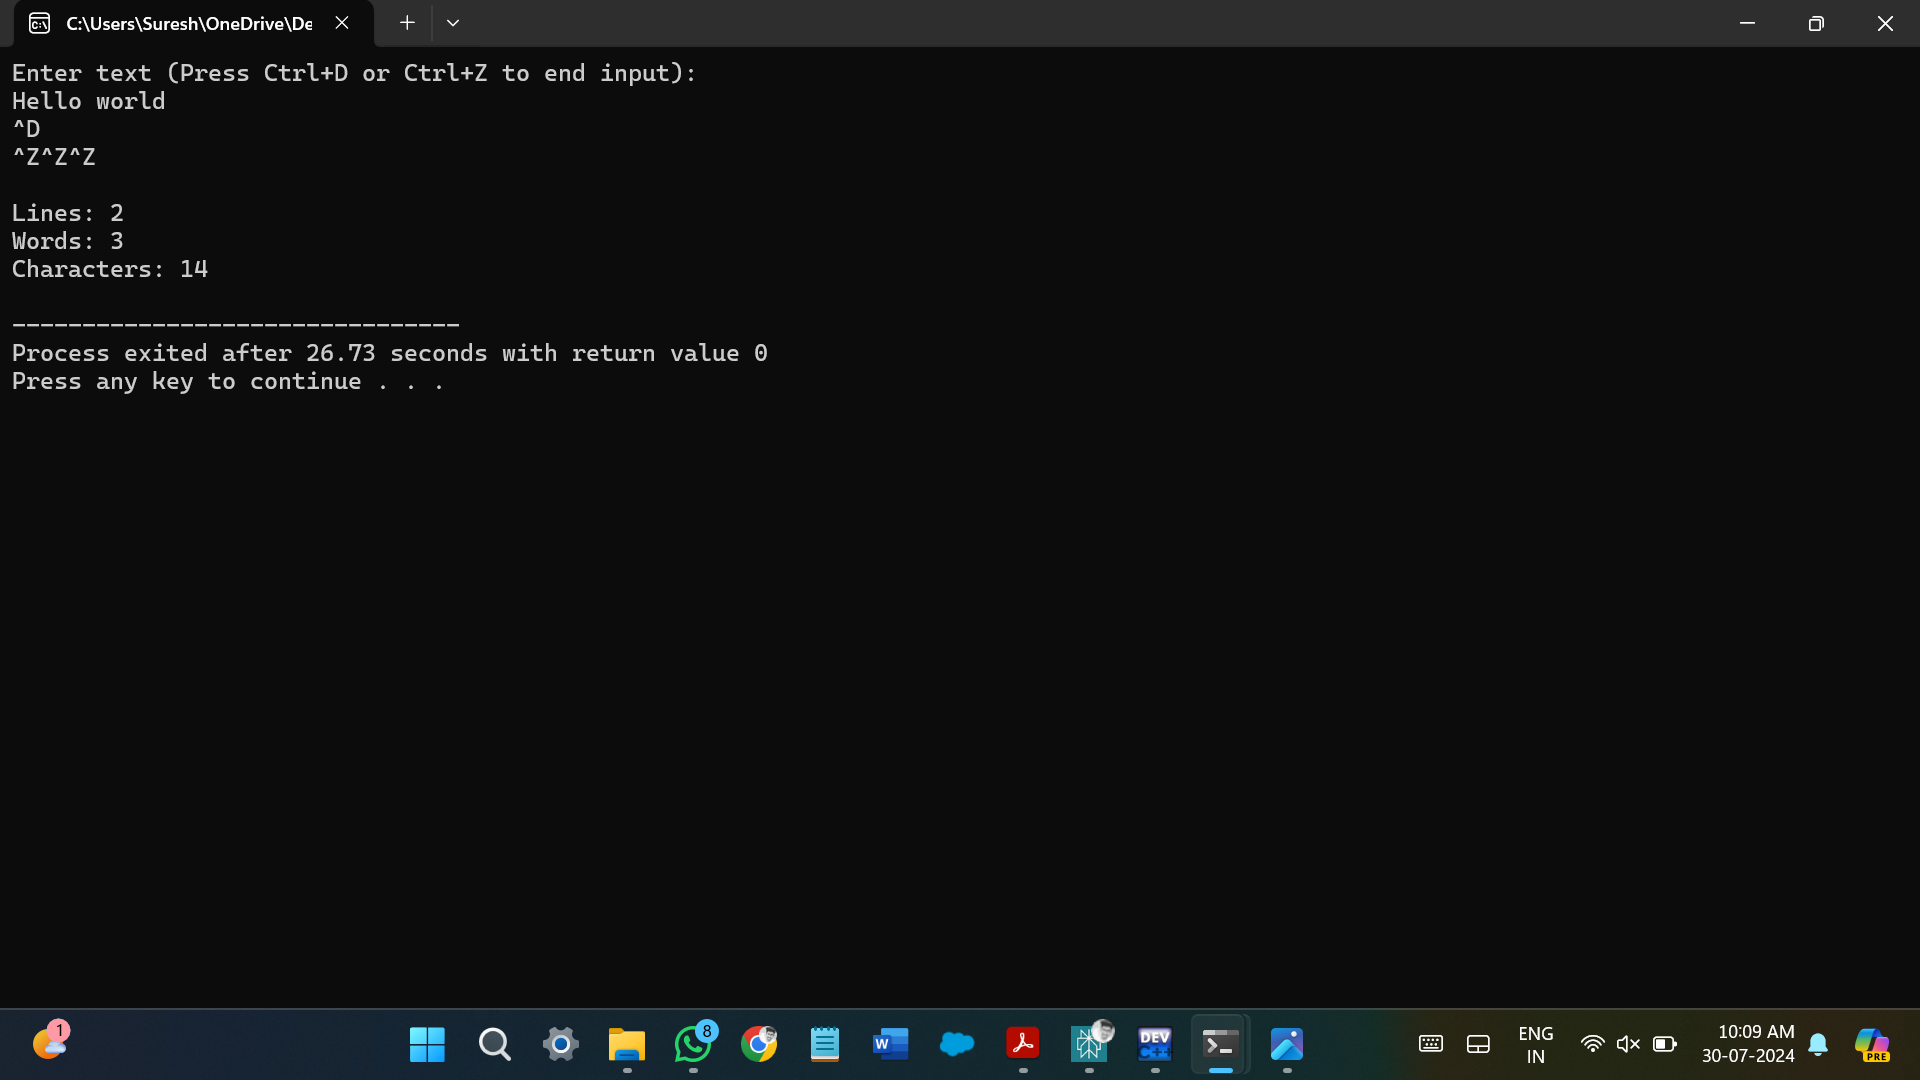 C:\Users\Suresh\OneDrive\De
Enter text (Press Ctrl+D or Ctrl+Z to end input):
Hello world
^D
^Z^Z^Z
Lines: 2
Words: 3
Characters: 14
--------------------------------
Process exited after 26.73 seconds with return value 0
Press any key to continue . . .
1
8
W
DEV
C++
ENG
IN
10:09 AM
30-07-2024
PRE